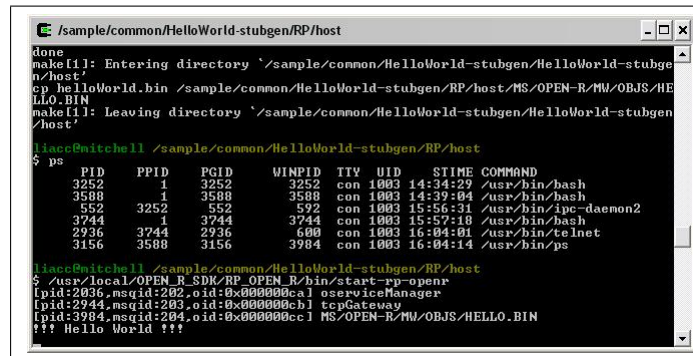 /sample/common/HelloWorld-stubgen/RP/host
done
make[1]: Entering directory `/sample/common/HelloWorld-stubgen/HelloWorld-stubge
n/host'
cp helloWorld.bin /sample/common/HelloWorld-stubgen/RP/host/MS/OPEN-R/MW/OBJS/HE
LLO.BIN
make[1]: Leaving directory `/sample/common/HelloWorld-stubgen/HelloWorld-stubgen
/host'
liacc@mitchell /sample/common/HelloWorld-stubgen/RP/host
$ ps
PID PPID PGID WINPID TTY UID STIME COMMAND
3252 1 3252 3252 con 1003 14:34:29 /usr/bin/bash
3588 1 3588 3588 con 1003 14:39:04 /usr/bin/bash
552 3252 552 592 con 1003 15:56:31 /usr/bin/ipc-daemon2
3744 1 3744 3744 con 1003 15:57:18 /usr/bin/bash
2936 3744 2936 600 con 1003 16:04:01 /usr/bin/telnet
3156 3588 3156 3984 con 1003 16:04:14 /usr/bin/ps
liacc@mitchell /sample/common/HelloWorld-stubgen/RP/host
$ /usr/local/OPEN_R_SDK/RP_OPEN_R/bin/start-rp-openr
[pid:2036,msqid:202,oid:0x000000ca] oserviceManager
[pid:2944,msqid:203,oid:0x000000cb] tcpGateway
[pid:3984,msqid:204,oid:0x000000cc] MS/OPEN-R/MW/OBJS/HELLO.BIN
!!! Hello World !!!